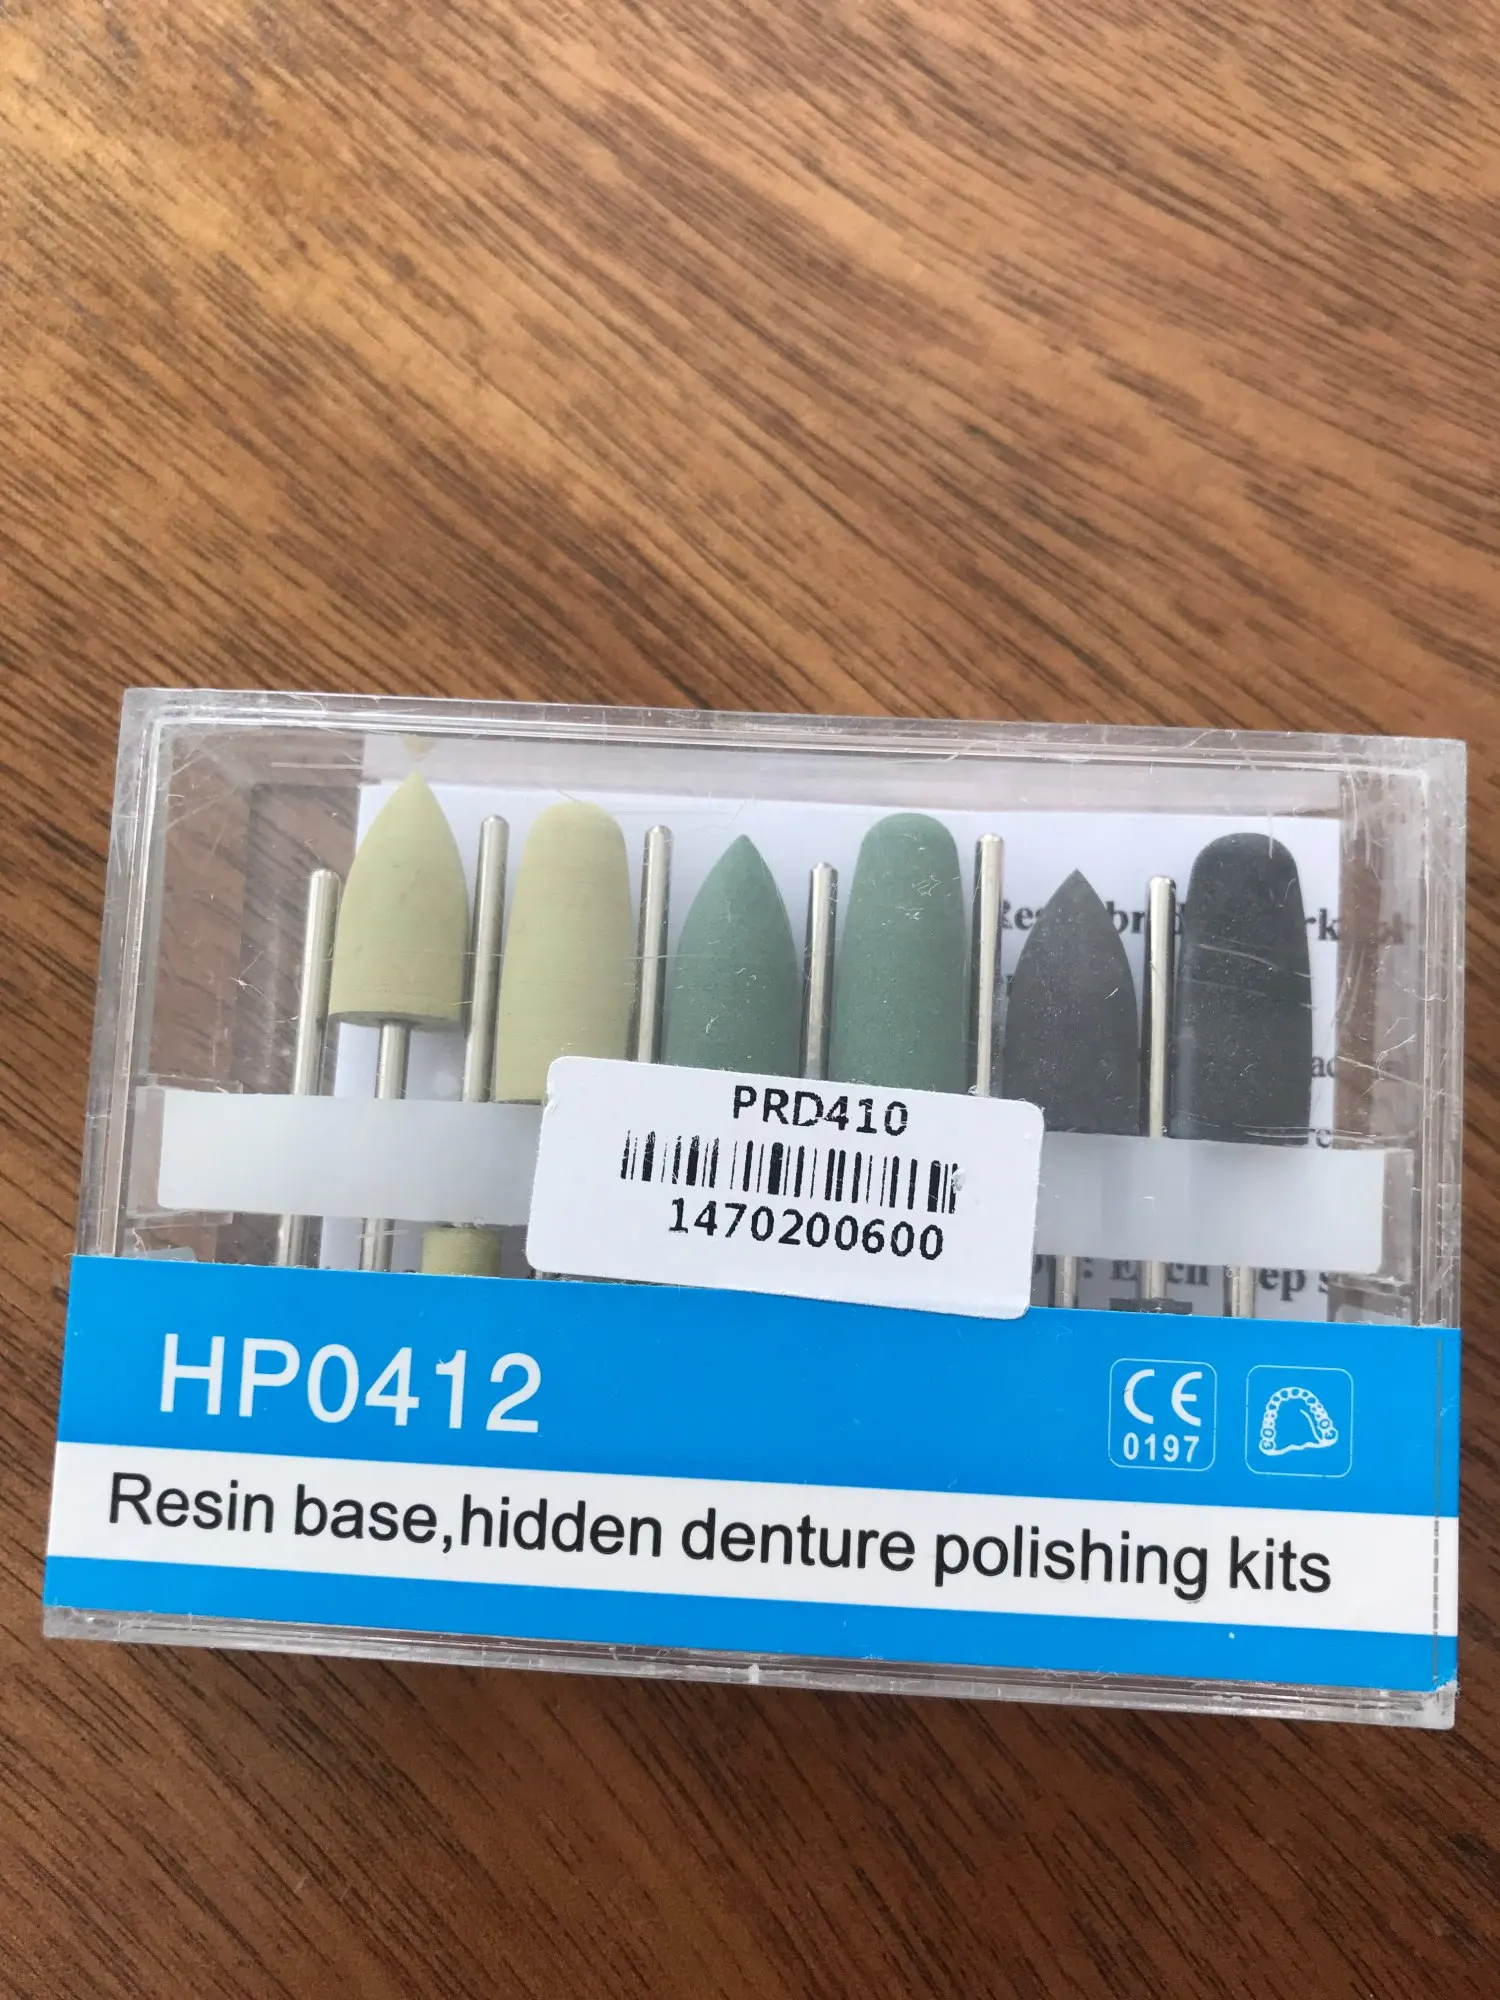 PRD410
1470200600
HP0412
CE
0197
Resin base,hidden denture polishing kits